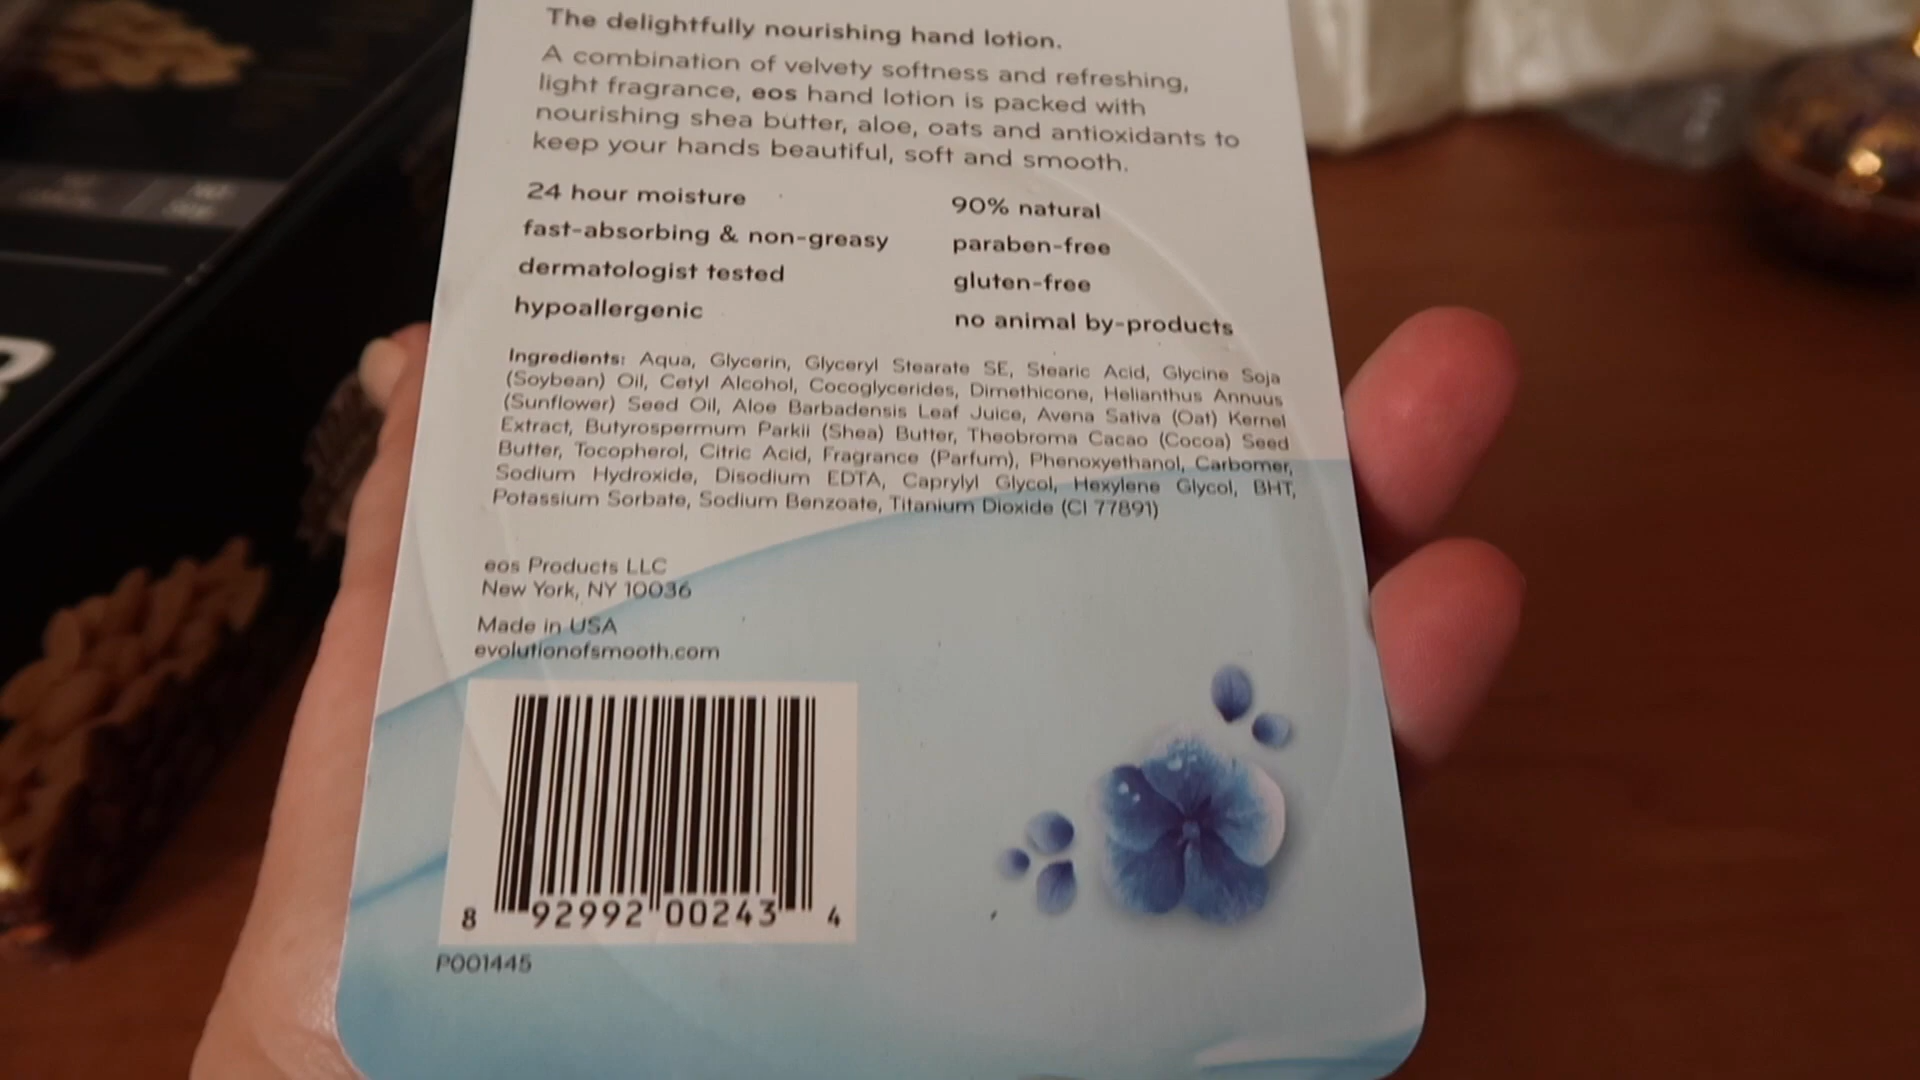 The delightfully nourishing hand lotion.
A combination of velvety softness and refreshing,
light fragrance, eos hand lotion is packed with
nourishing shea butter, aloe, oats and antioxidants to
keep your hands beautiful, soft and smooth.
24 hour moisture
fast-absorbing & non-greasy
dermatologist tested
hypoallergenic
90% natural
paraben-free
gluten-free
no animal by-products
Ingredients: Aqua, Glycerin, Glyceryl Stearate SE, Stearic Acid, Glycine Soja
(Soybean) Oil, Cetyl Alcohol, Cocoglycerides, Dimethicone, Helianthus Annuus
(Sunflower) Seed Oil, Aloe Barbadensis Leaf Juice, Avena Sativa (Oat) Kernel
Extract, Butyrospermum Parkii (Shea) Butter, Theobroma Cacao (Cocoa) Seed
Butter, Tocopherol, Citric Acid, Fragrance (Parfum), Phenoxyethanol, Carbomer,
Sodium Hydroxide, Disodium EDTA, Caprylyl Glycol, Hexylene Glycol, BHT,
Potassium Sorbate, Sodium Benzoate, Titanium Dioxide (CI 77891)
eos Products LLC
New York, NY 10036
Made in USA
evolutionofsmooth.com
8 92992 00243 4
P001445